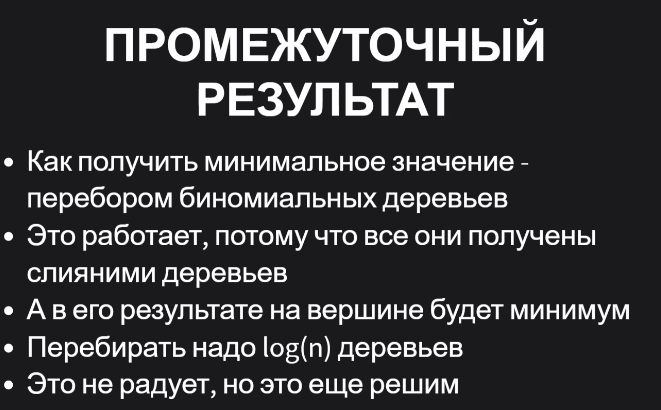 ПРОМЕЖУТОЧНЫЙ
РЕЗУЛЬТАТ
• Как получить минимальное значение -
перебором биномиальных деревьев
• Это работает, потому что все они получены
слияними деревьев
• А в его результате на вершине будет минимум
• Перебирать надо log(n) деревьев
• Это не радует, но это еще решим